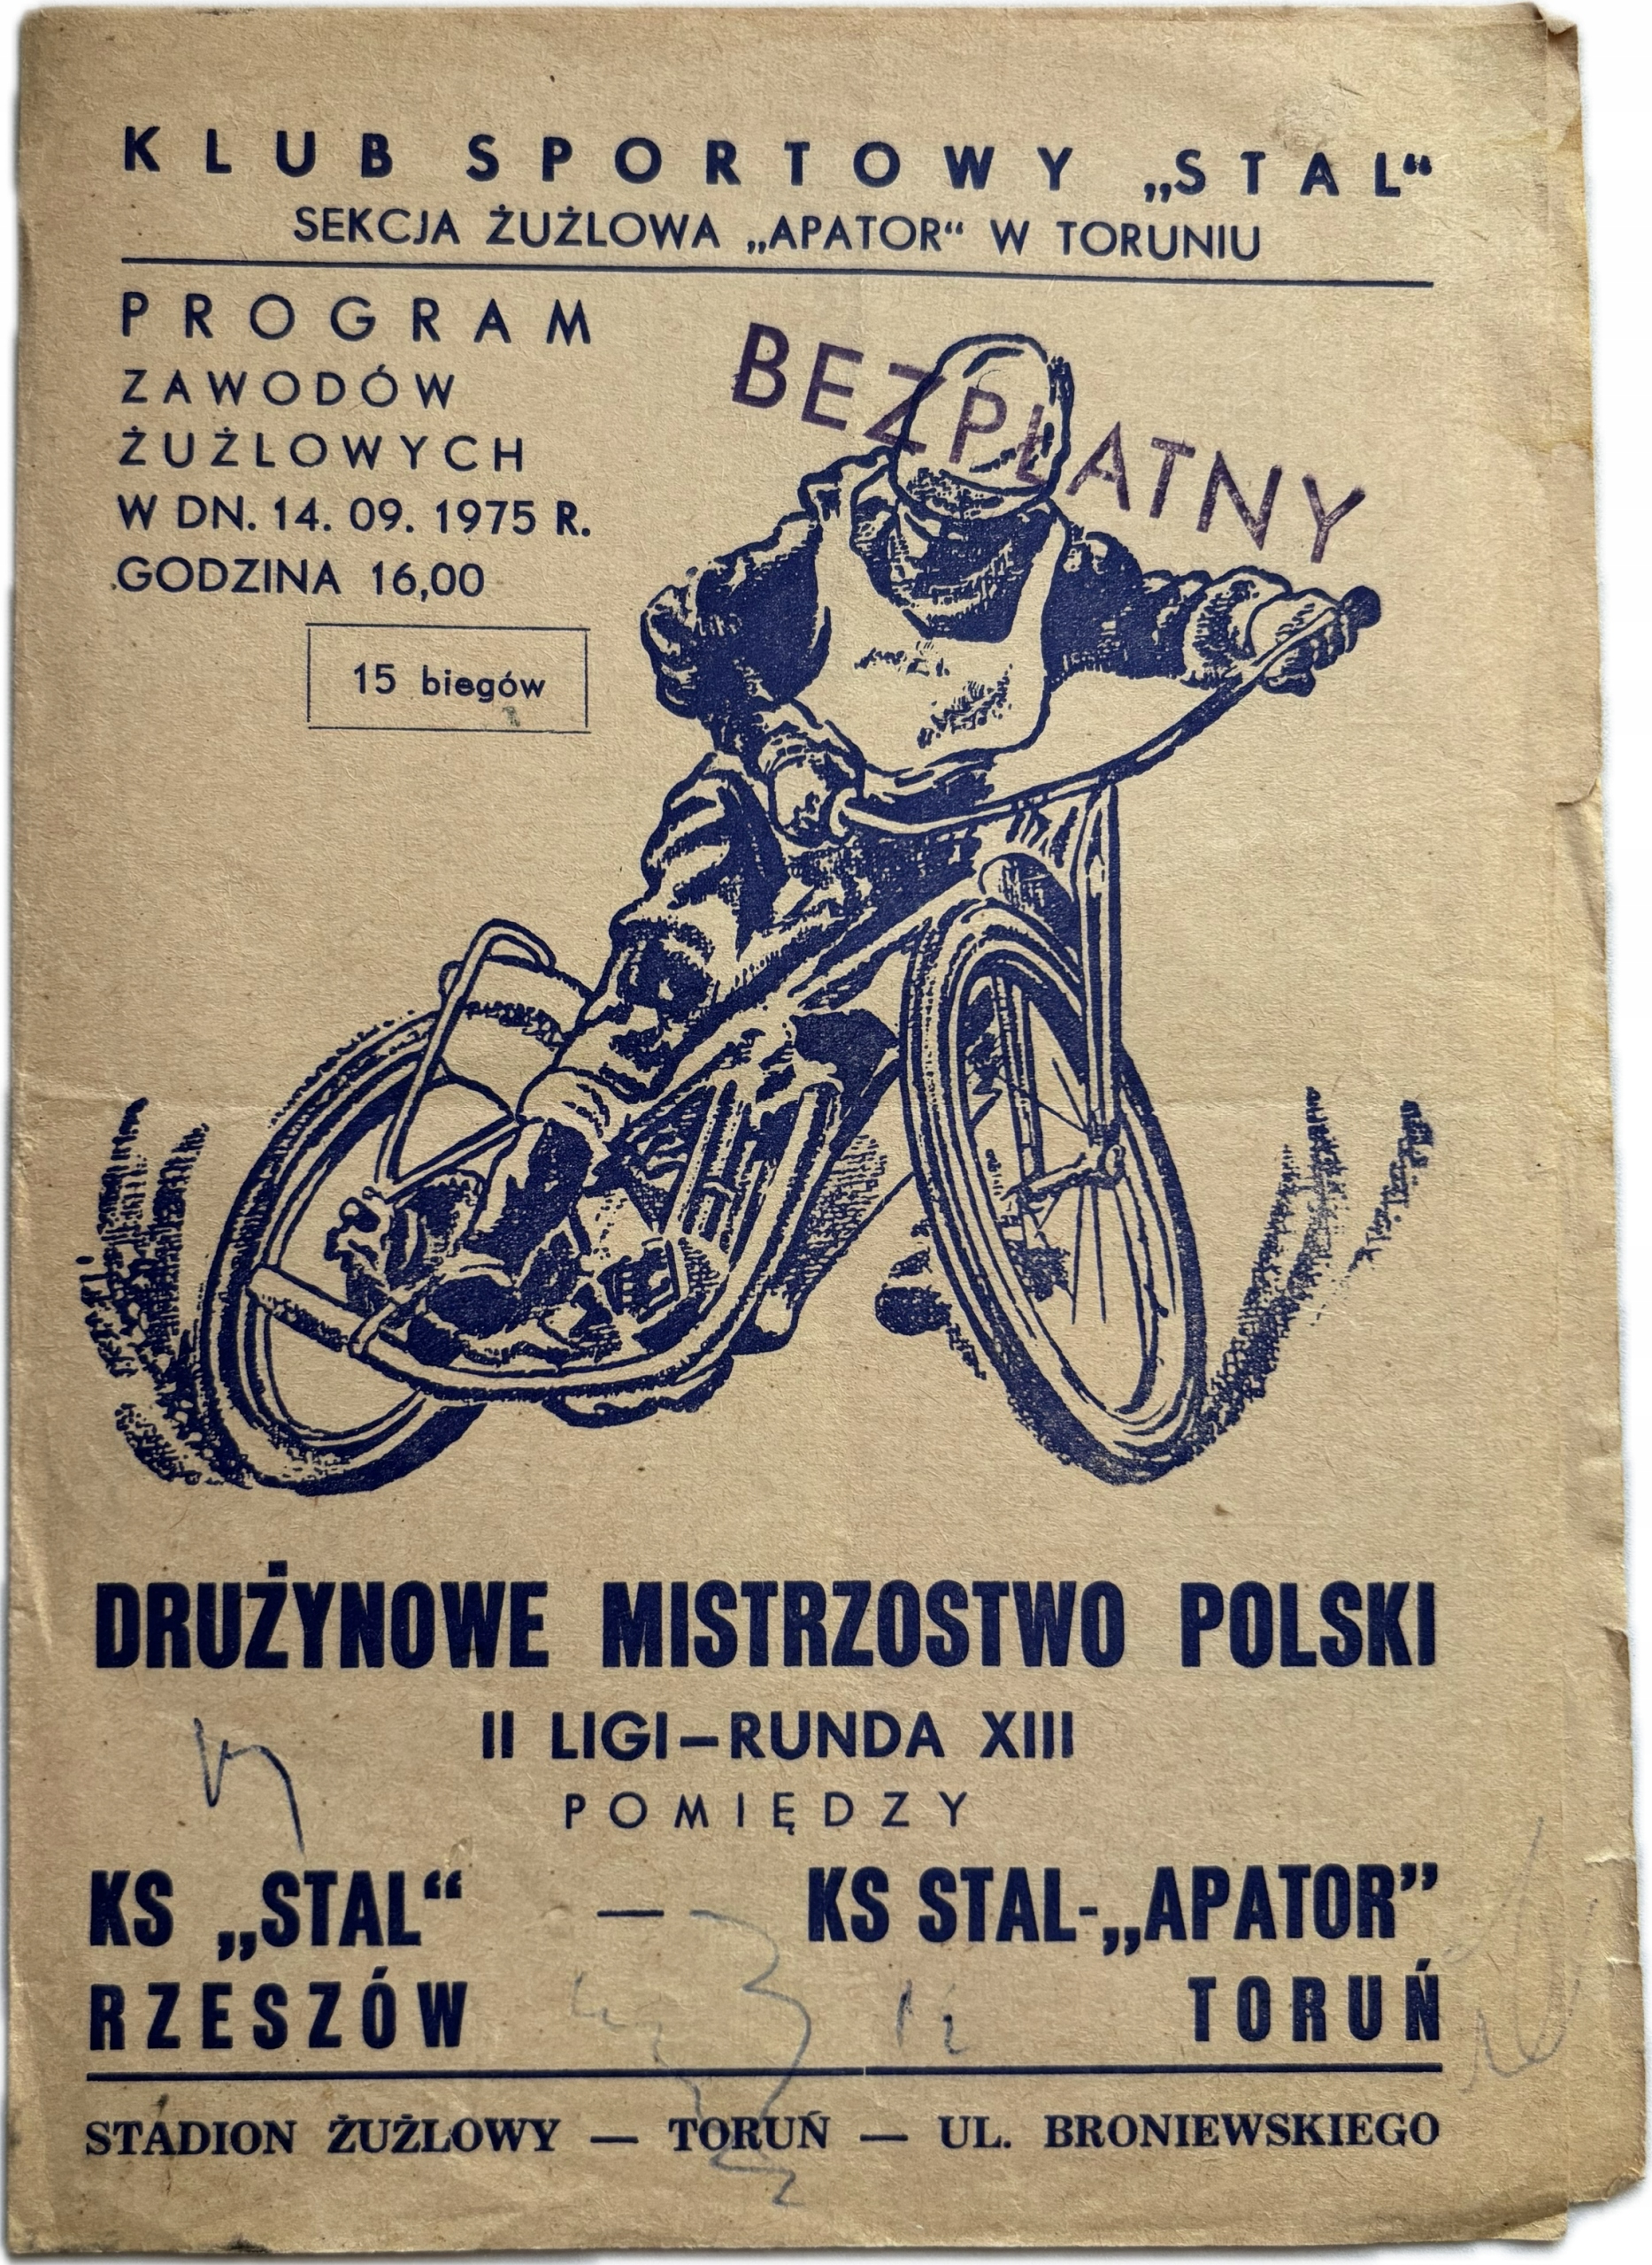 KLUB SPORTOWY „STAL“
SEKCJA ŻUŻLOWA „APATOR“ W TORUNIU
PROGRAM
ZAWODÓW
ŻUŻLOWYCH
W DN. 14. 09. 1975 R.
GODZINA 16,00
15 biegów
BEZPŁATNY
DRUŻYNOWE MISTRZOSTWO POLSKI
II LIGI–RUNDA XIII
POMIĘDZY
KS „STAL“ — KS STAL-„APATOR”
RZESZÓW TORUŃ
STADION ŻUŻLOWY — TORUŃ — UL. BRONIEWSKIEGO